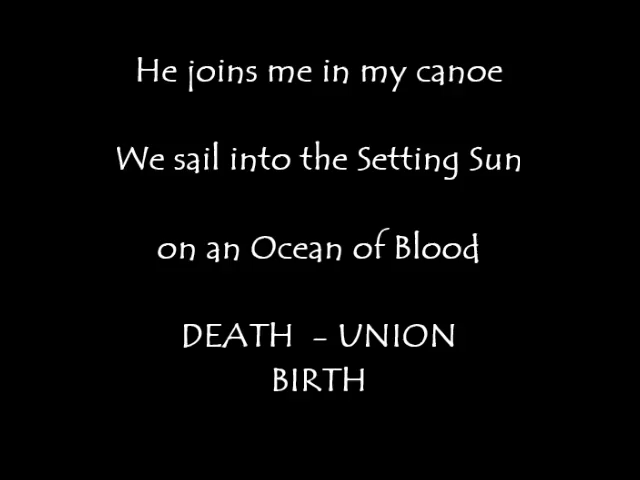 He joins me in my canoe
We sail into the Setting Sun
on an Ocean of Blood
DEATH - UNION
BIRTH